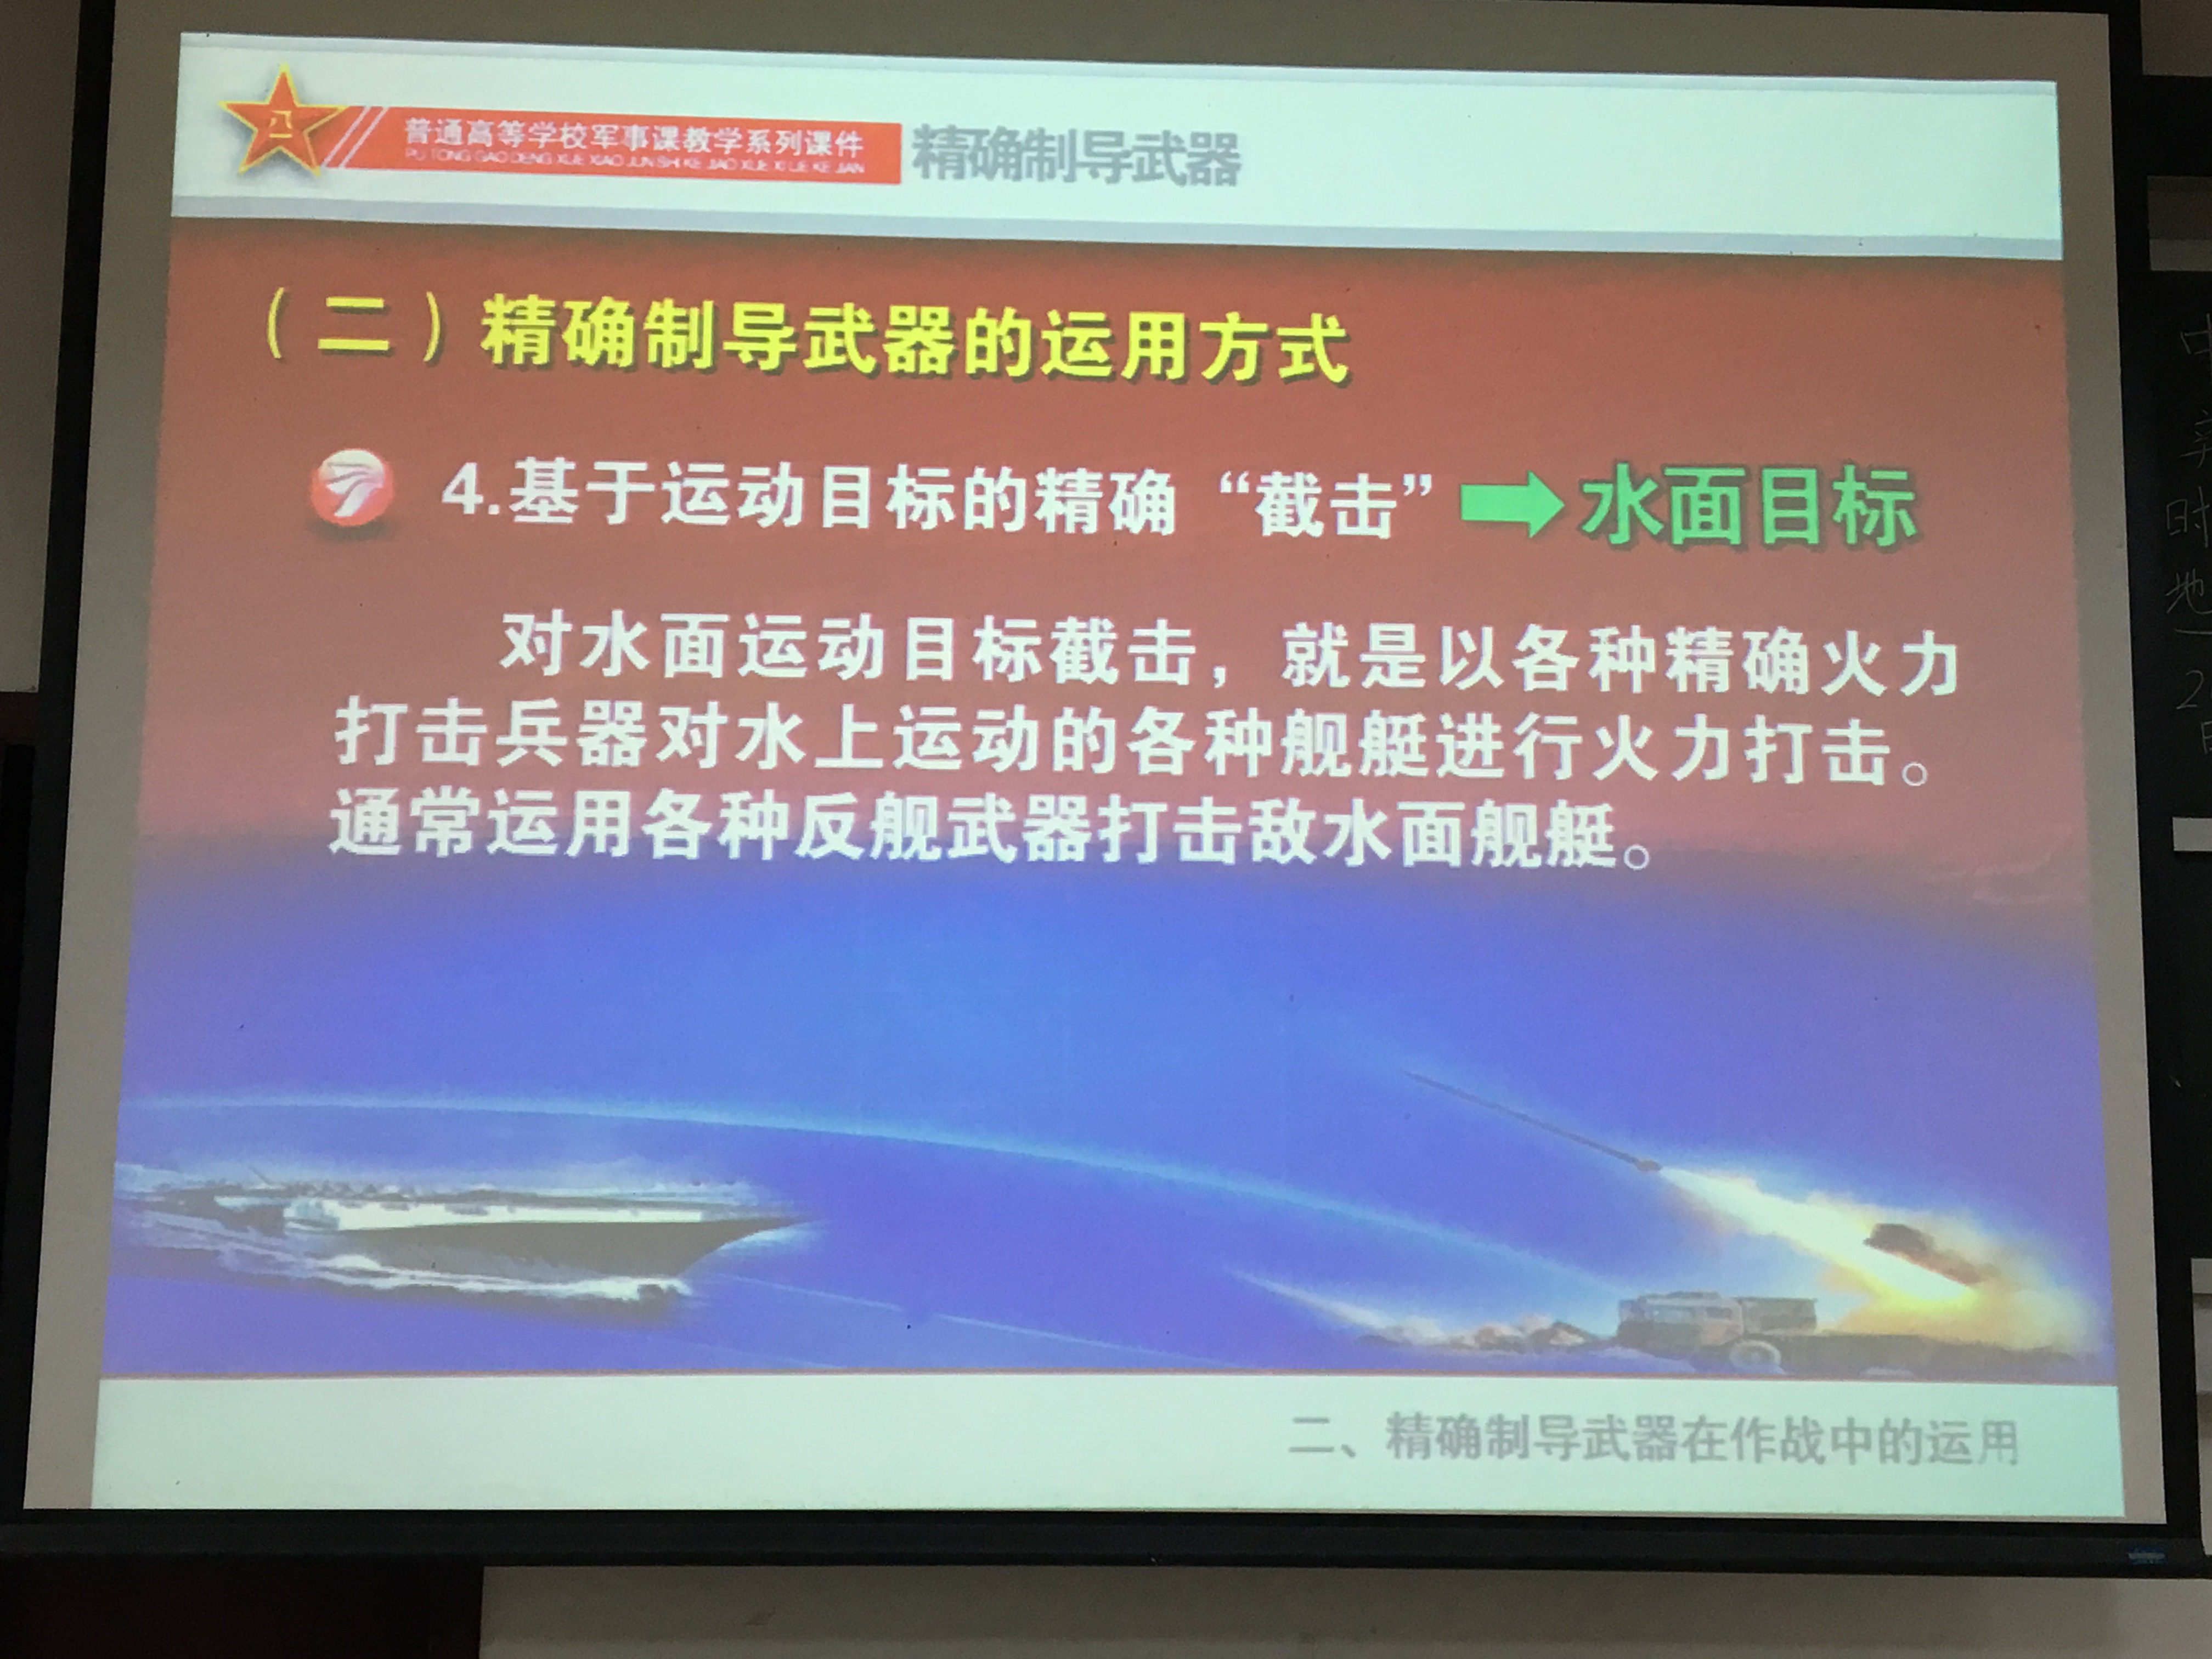 八一
普通高等学校军事课教学系列课件
PU TONG GAO DENG XUE XIAO JUN SHI KE JIAO XUE XI LIE KE JIAN
精确制导武器
（二）精确制导武器的运用方式
4.基于运动目标的精确“截击”
水面目标
对水面运动目标截击，就是以各种精确火力
打击兵器对水上运动的各种舰艇进行火力打击。
通常运用各种反舰武器打击敌水面舰艇。
二、精确制导武器在作战中的运用
时
地
2